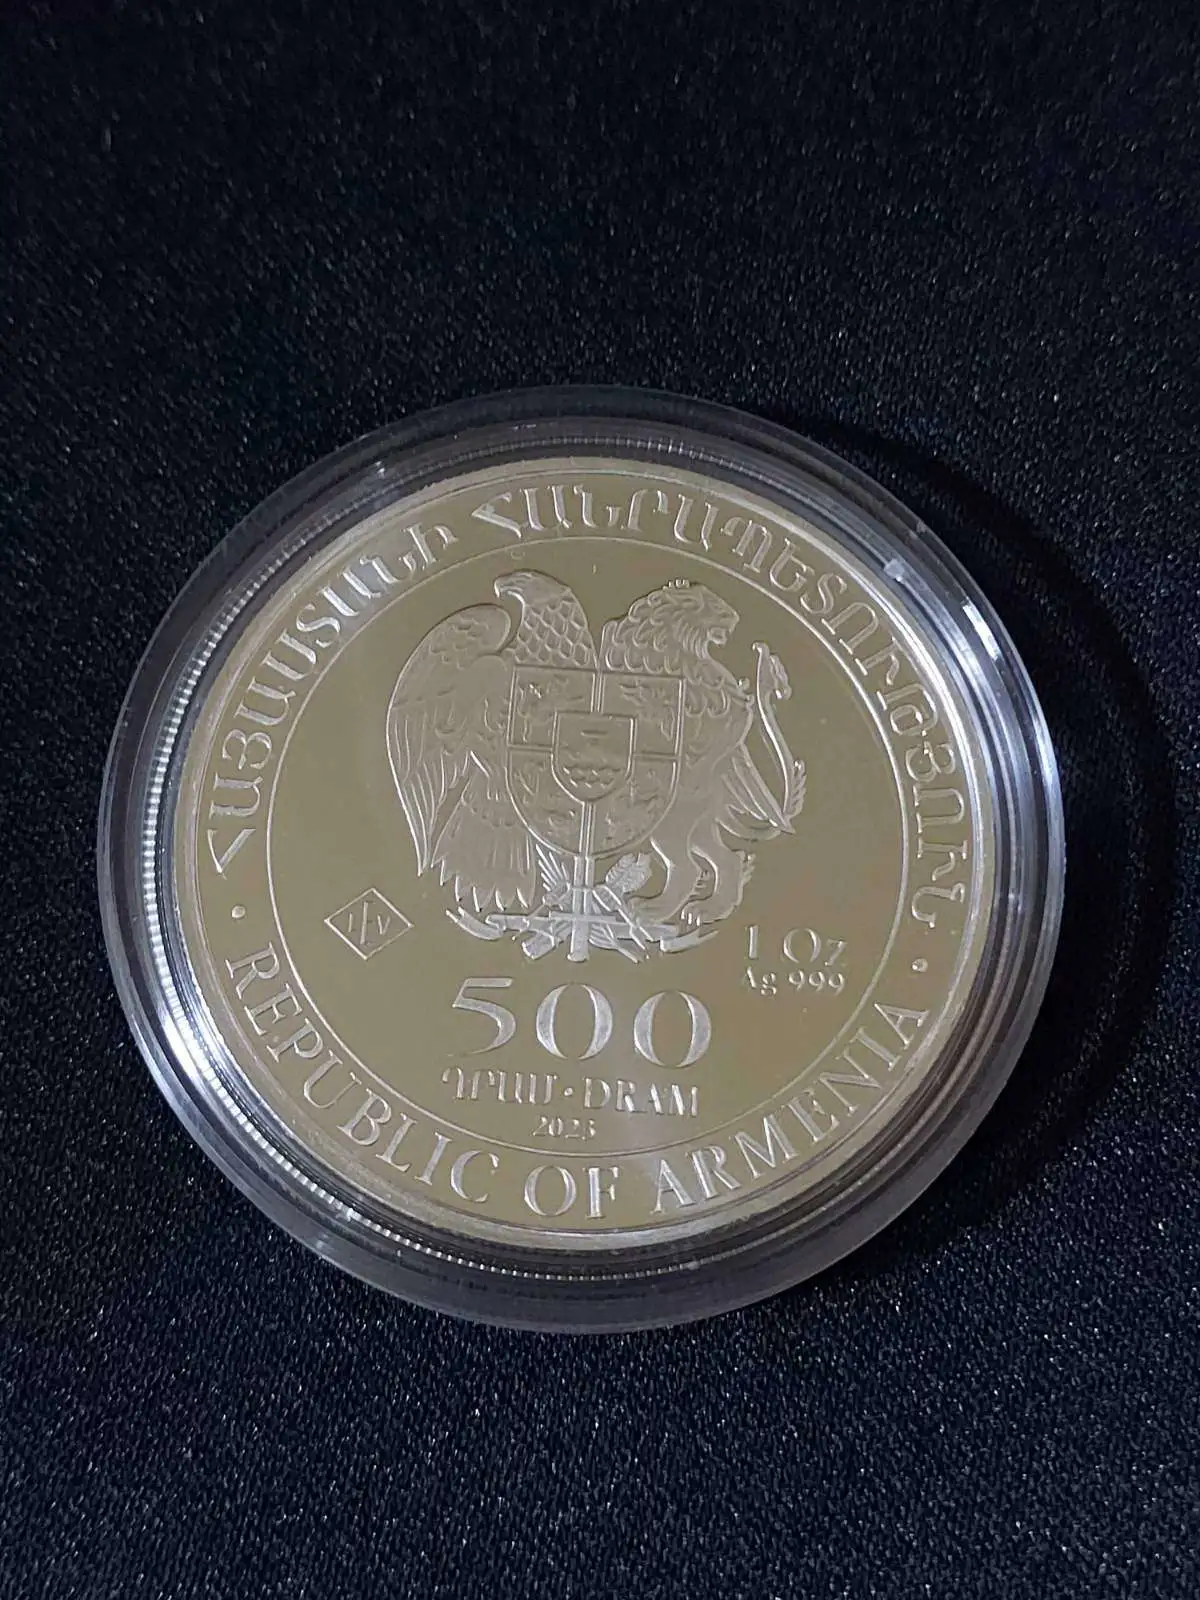 ՀԱՅԱՍՏԱՆԻ ՀԱՆՐԱՊԵՏՈՒԹՅՈՒՆ
1 Oz
Ag 999
500
ԴՐԱՄ · DRAM
2023
REPUBLIC OF ARMENIA